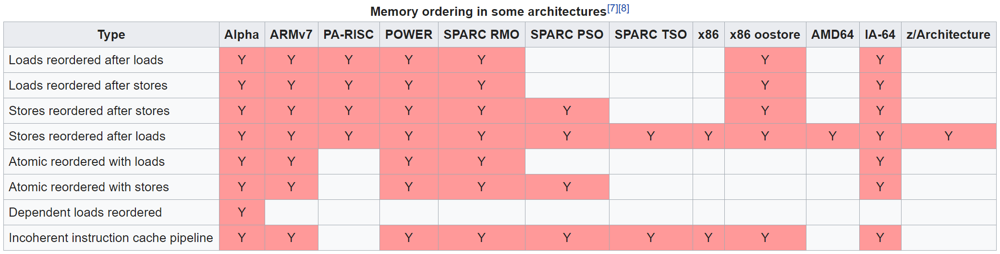 Memory ordering in some architectures[7][8]
Type Alpha ARMv7 PA-RISC POWER SPARC RMO SPARC PSO SPARC TSO x86 x86 oostore AMD64 IA-64 z/Architecture
Loads reordered after loads Y Y Y Y Y Y Y
Loads reordered after stores Y Y Y Y Y Y Y
Stores reordered after stores Y Y Y Y Y Y Y Y
Stores reordered after loads Y Y Y Y Y Y Y Y Y Y Y Y
Atomic reordered with loads Y Y Y Y Y
Atomic reordered with stores Y Y Y Y Y Y
Dependent loads reordered Y
Incoherent instruction cache pipeline Y Y Y Y Y Y Y Y Y